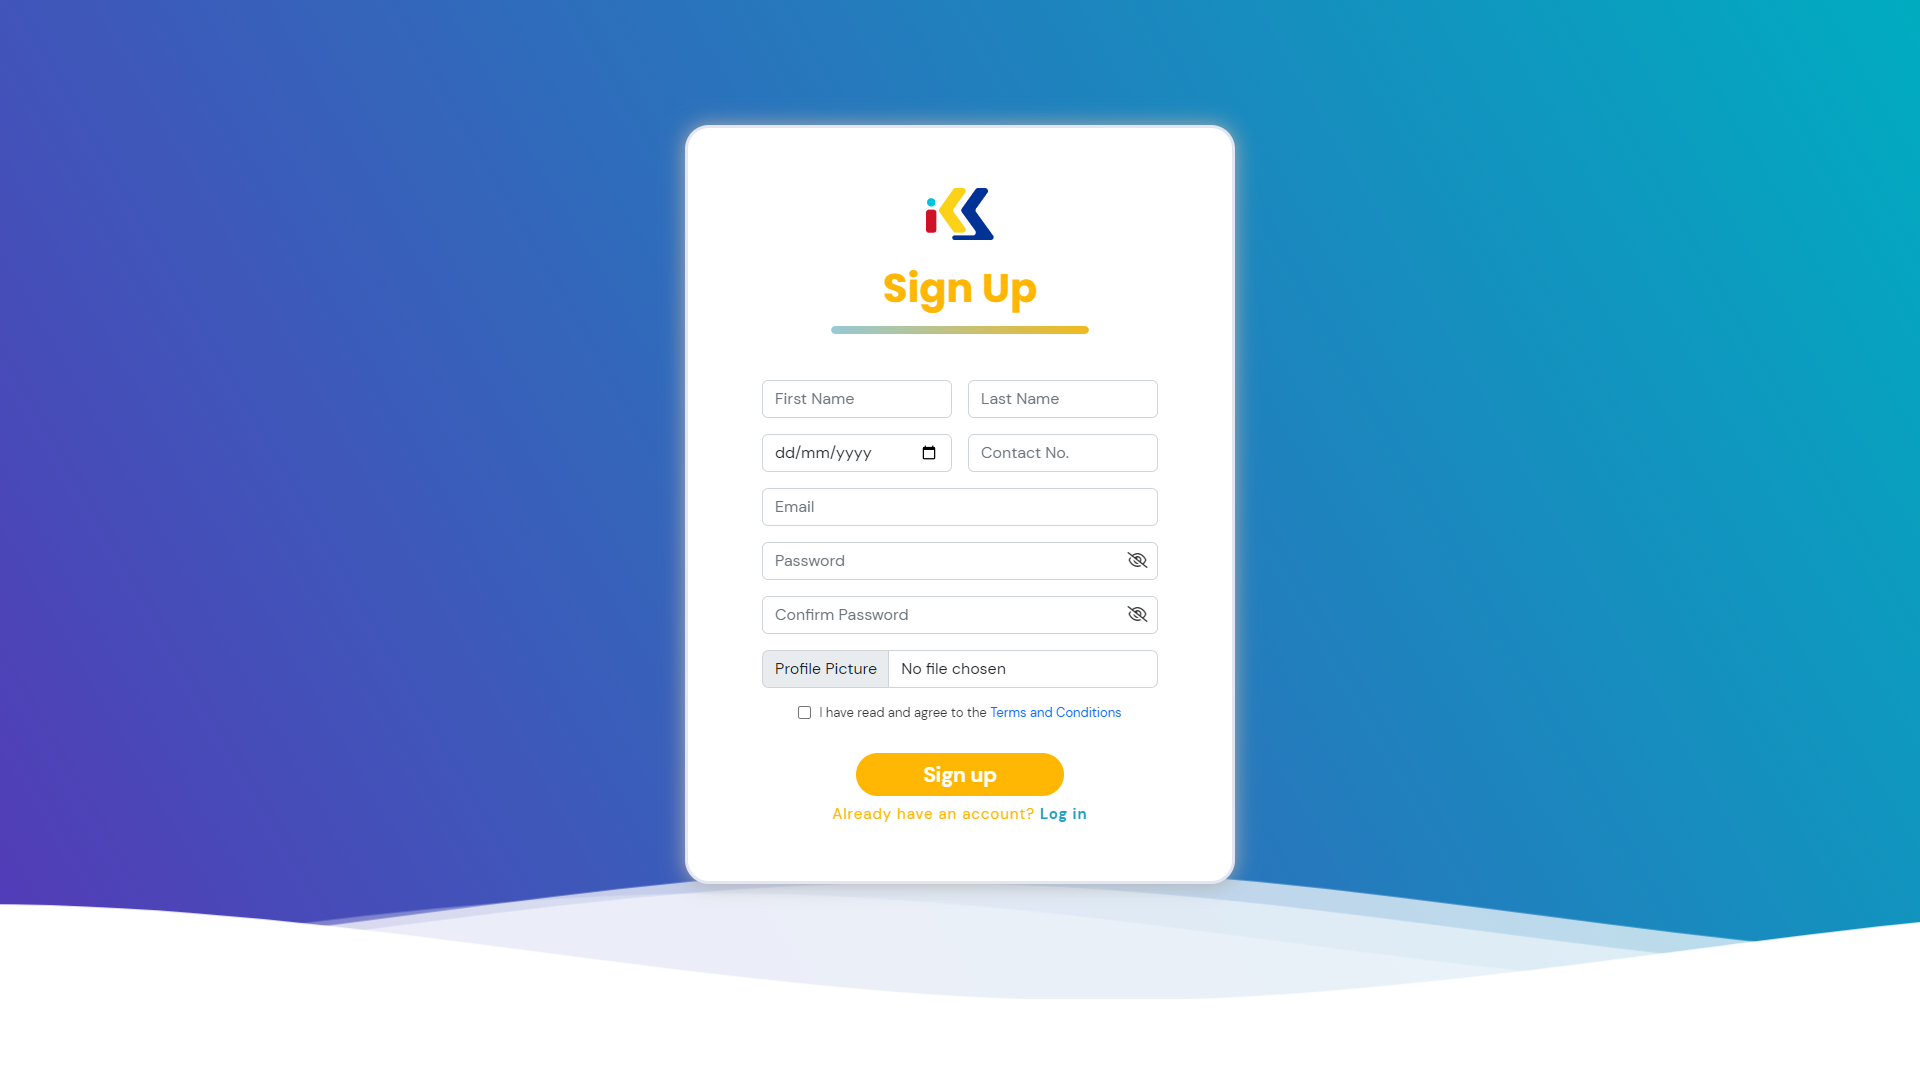 Sign Up
First Name
Last Name
dd/mm/yyyy
Contact No.
Email
Password
Confirm Password
Profile Picture No file chosen
I have read and agree to the Terms and Conditions
Sign up
Already have an account? Log in